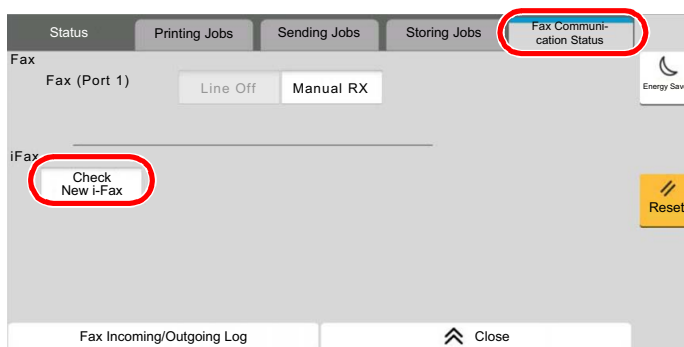 Status
Printing Jobs
Sending Jobs
Storing Jobs
Fax Communi-
cation Status
Fax
Fax (Port 1)
Line Off
Manual RX
Energy Sav
iFax
Check
New i-Fax
Reset
Fax Incoming/Outgoing Log
Close